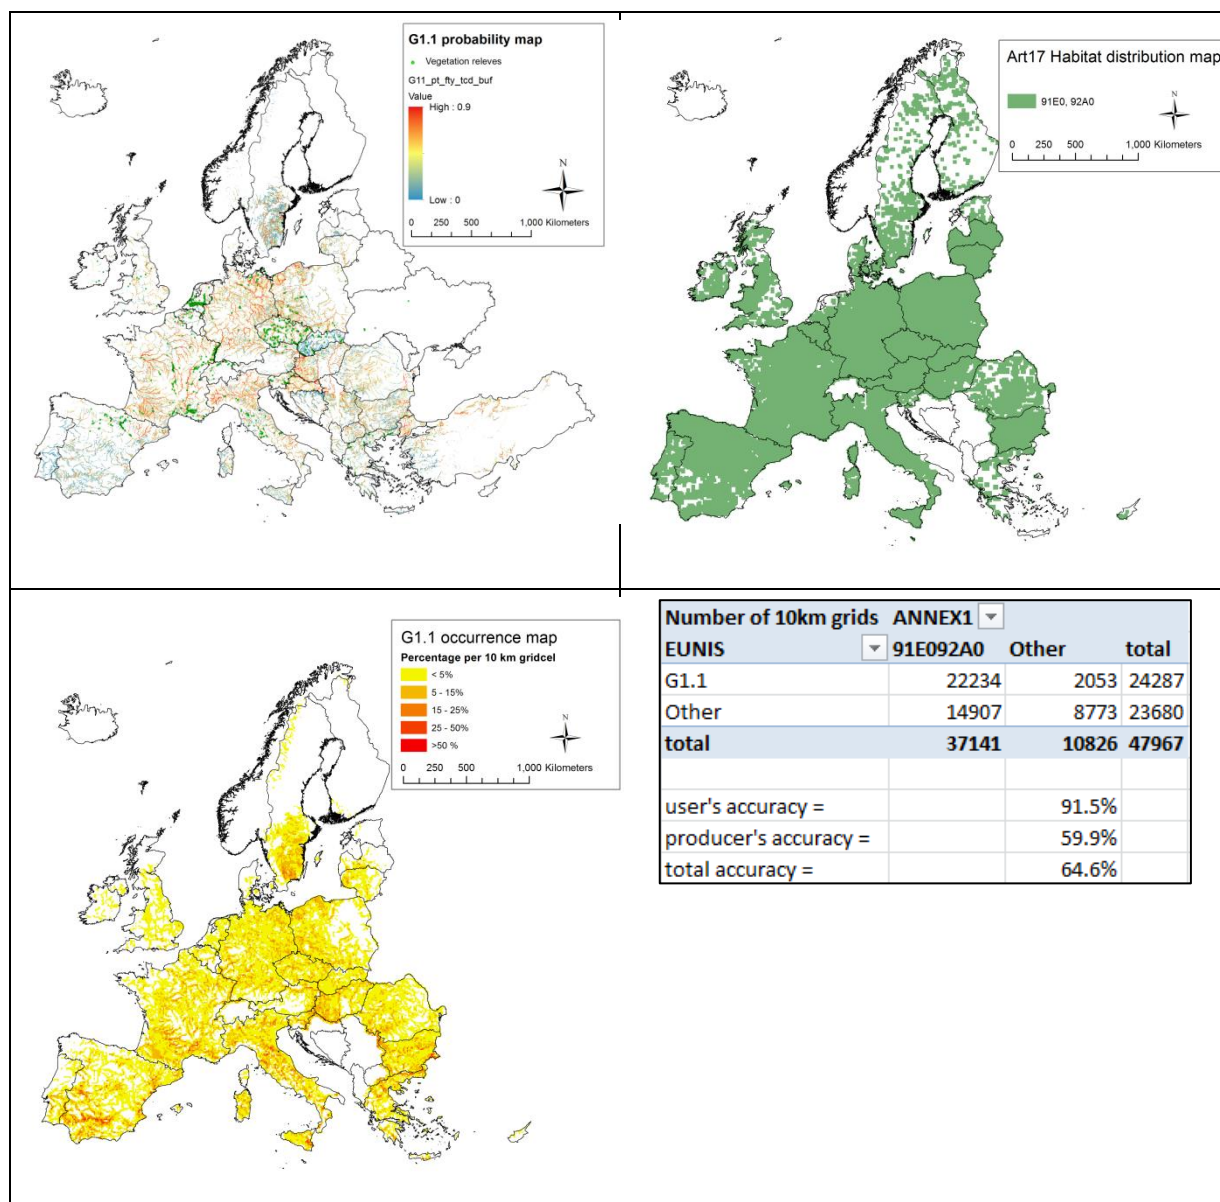 G1.1 probability map
Vegetation releves
G11_pt_fty_tcd_buf
Value
High : 0.9
Low : 0
N
0 250 500 1,000 Kilometers
Art17 Habitat distribution map
91E0, 92A0
N
0 250 500 1,000 Kilometers
G1.1 occurrence map
Percentage per 10 km gridcel
< 5%
5 - 15%
15 - 25%
25 - 50%
>50 %
N
0 250 500 1,000 Kilometers
Number of 10km grids ANNEX1
EUNIS 91E092A0 Other total
G1.1 22234 2053 24287
Other 14907 8773 23680
total 37141 10826 47967
user's accuracy = 91.5%
producer's accuracy = 59.9%
total accuracy = 64.6%